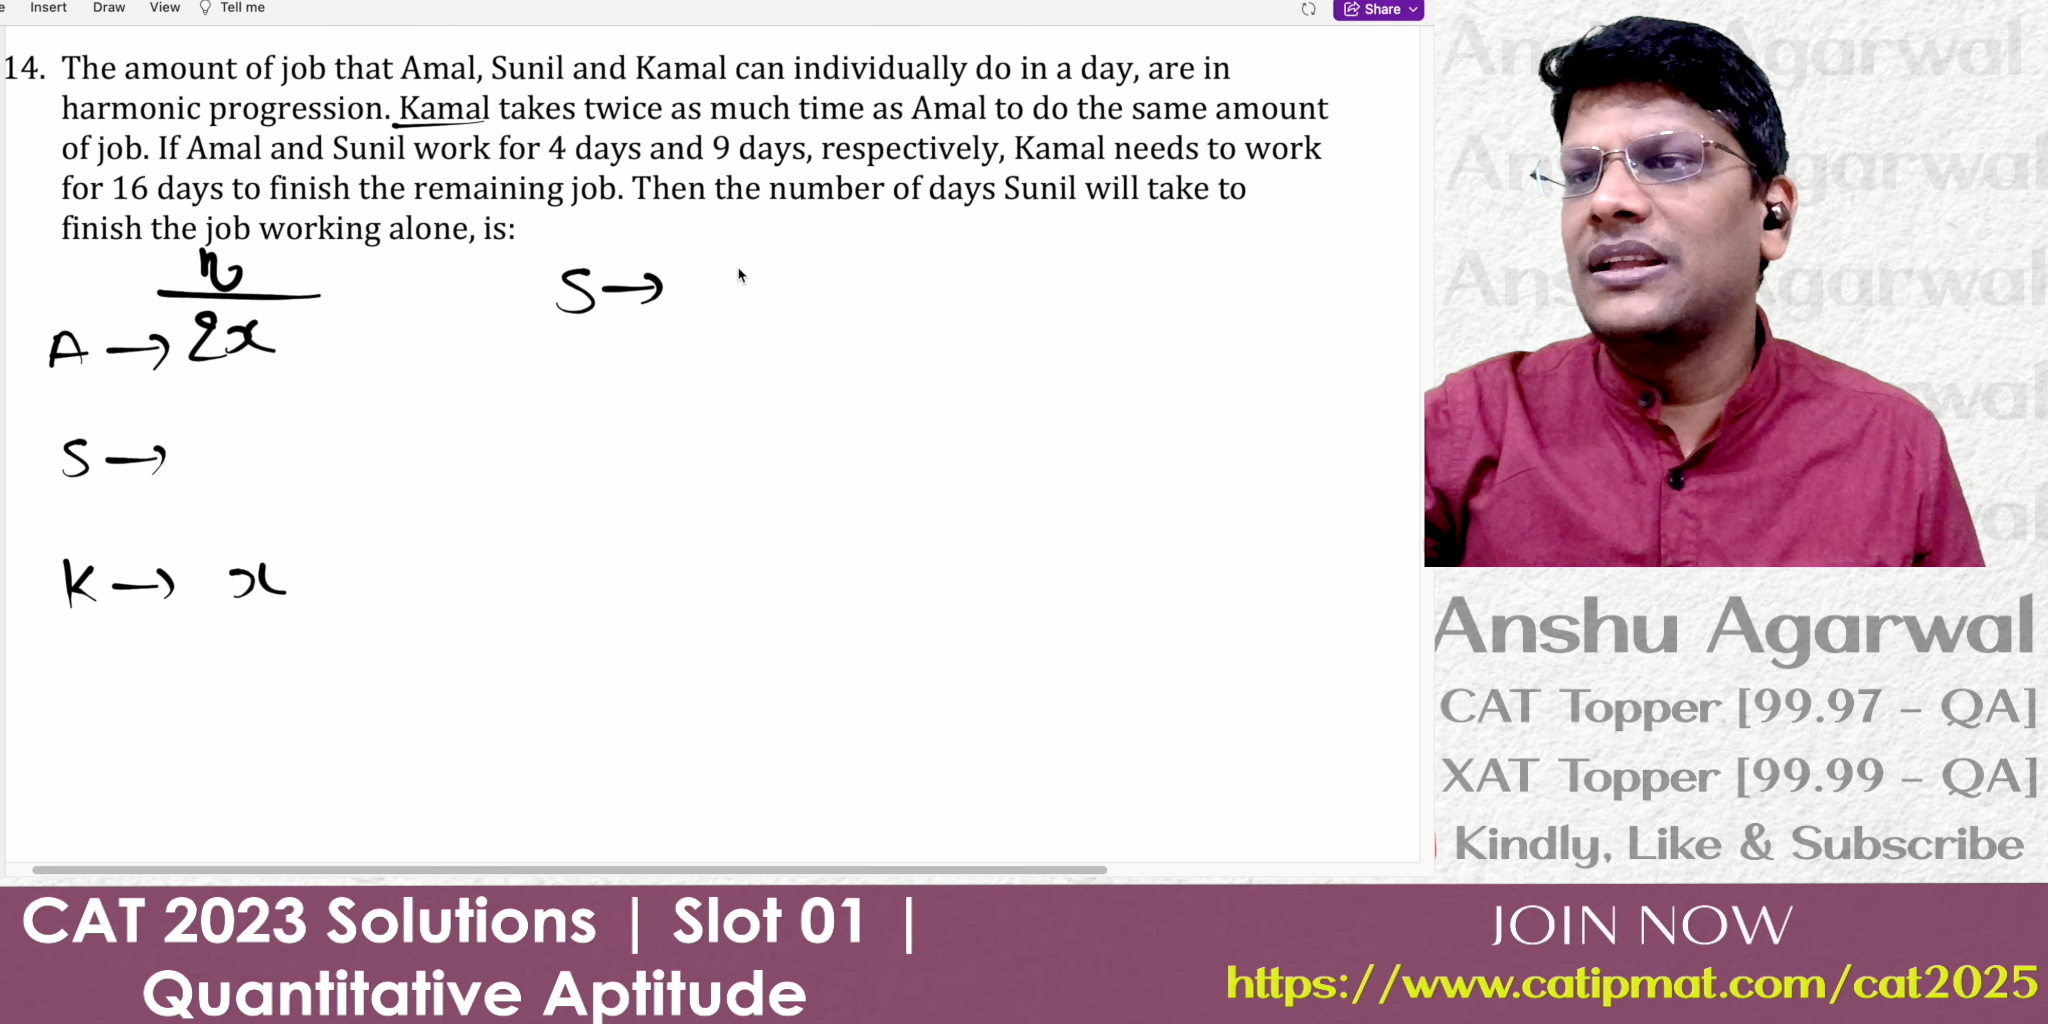 Insert Draw View Tell me Share
14. The amount of job that Amal, Sunil and Kamal can individually do in a day, are in
harmonic progression. Kamal takes twice as much time as Amal to do the same amount
of job. If Amal and Sunil work for 4 days and 9 days, respectively, Kamal needs to work
for 16 days to finish the remaining job. Then the number of days Sunil will take to
finish the job working alone, is:
S →
A → 2x
S →
K → x
Agarwal
Anshu Agarwal
CAT Topper [99.97 – QA]
XAT Topper [99.99 – QA]
Kindly, Like & Subscribe
CAT 2023 Solutions | Slot 01 |
Quantitative Aptitude
JOIN NOW
https://www.catipmat.com/cat2025